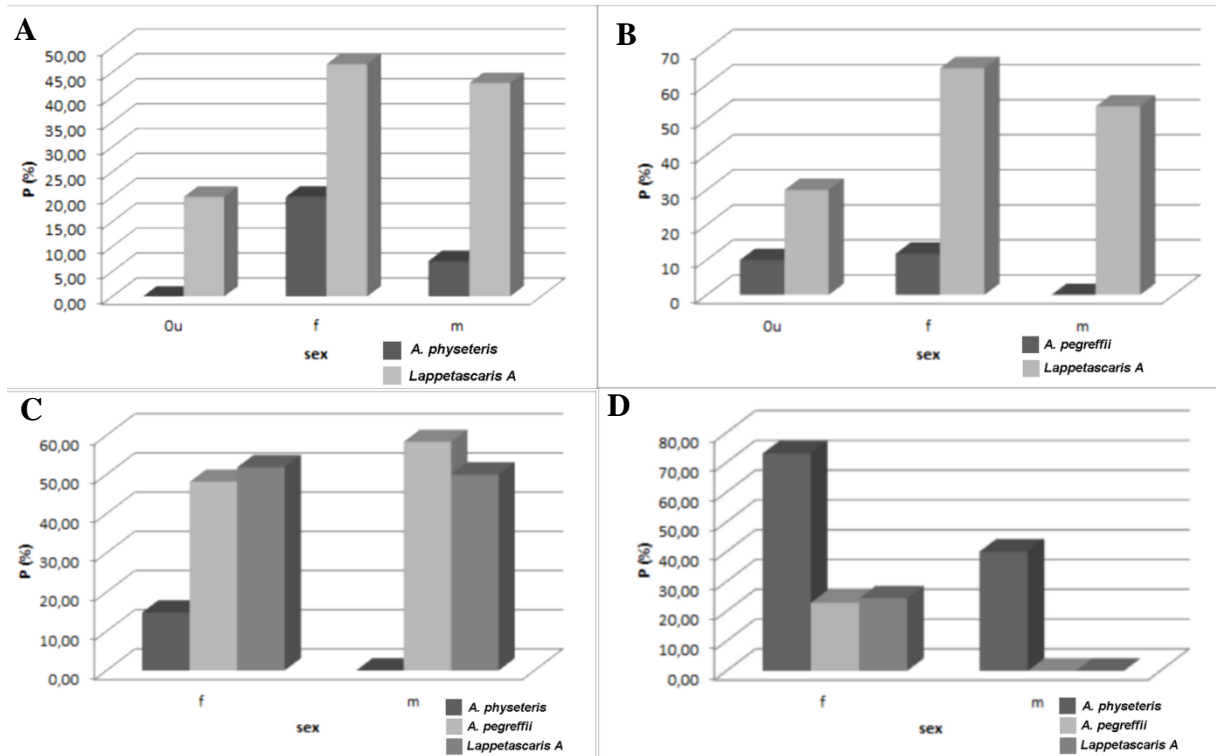 A
50,00
45,00
40,00
35,00
30,00
25,00
20,00
15,00
10,00
5,00
0,00
P (%)
0u f m
sex
A. physeteris
Lappetascaris A
B
70
60
50
40
30
20
10
0
P (%)
0u f m
sex
A. pegreffii
Lappetascaris A
C
60,00
50,00
40,00
30,00
20,00
10,00
0,00
P (%)
f m
sex
A. physeteris
A. pegreffii
Lappetascaris A
D
80,00
70,00
60,00
50,00
40,00
30,00
20,00
10,00
0,00
P (%)
f m
sex
A. physeteris
A. pegreffii
Lappetascaris A